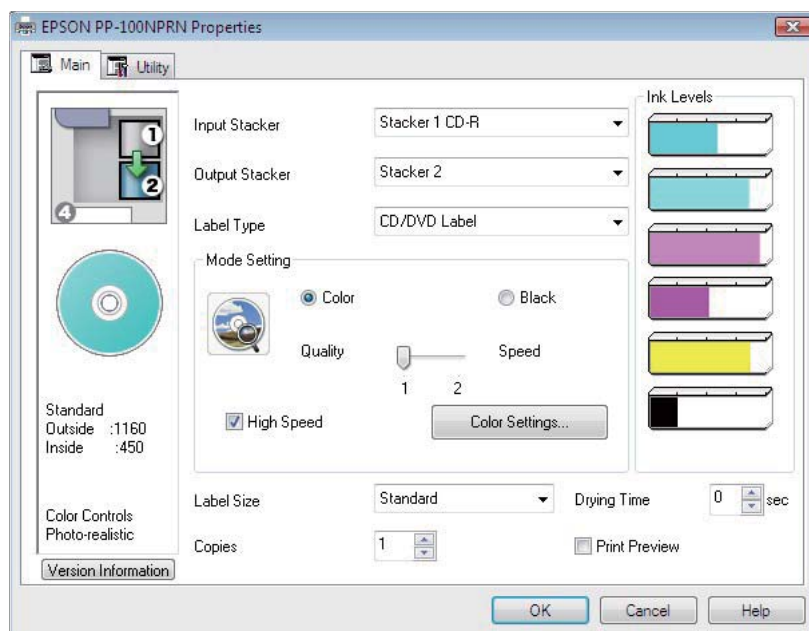 EPSON PP-100NPRN Properties
Main
Utility
1
2
4
Standard
Outside :1160
Inside :450
Color Controls
Photo-realistic
Version Information
Input Stacker
Stacker 1 CD-R
Output Stacker
Stacker 2
Label Type
CD/DVD Label
Mode Setting
Color
Black
Quality
Speed
1 2
High Speed
Color Settings...
Label Size
Standard
Drying Time
0
sec
Copies
1
Print Preview
Ink Levels
OK
Cancel
Help